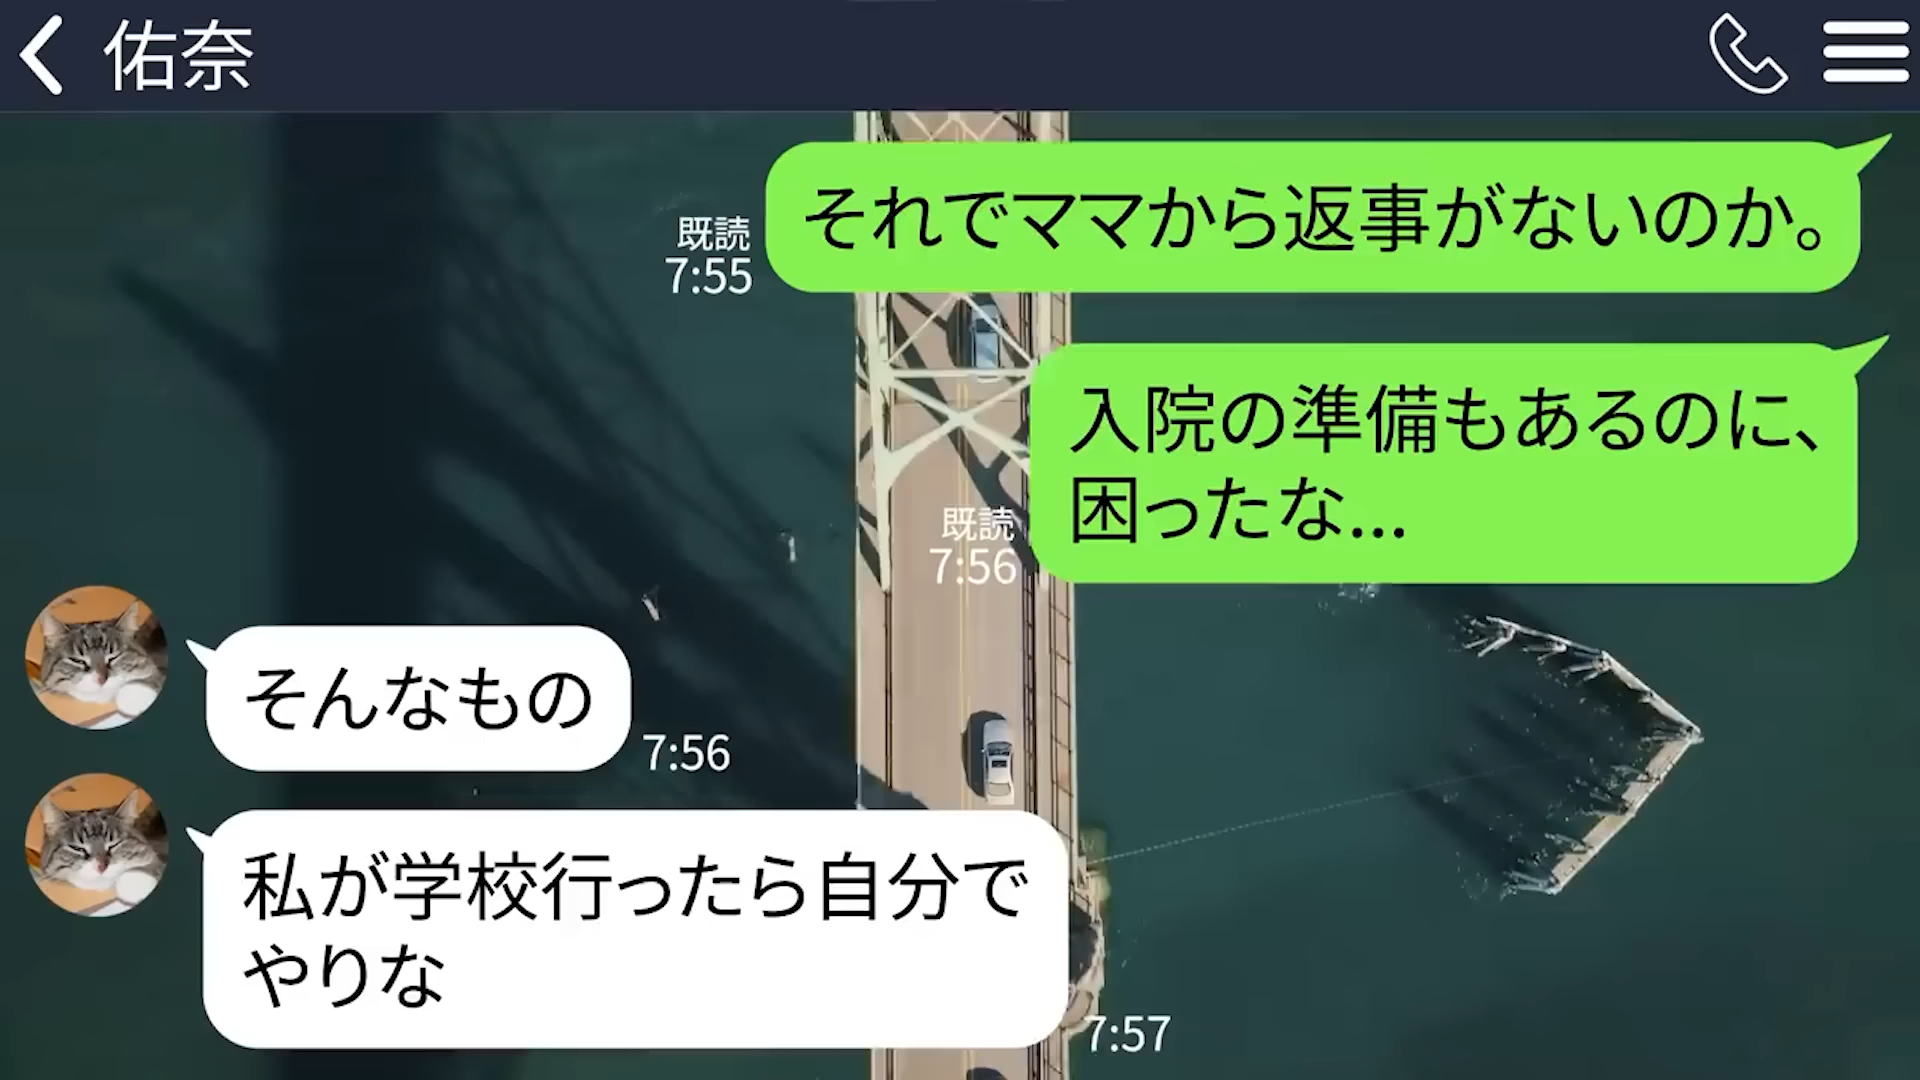 佑奈
それでママから返事がないのか。
既読
7:55
入院の準備もあるのに、
困ったな...
既読
7:56
そんなもの
7:56
私が学校行ったら自分で
やりな
7:57